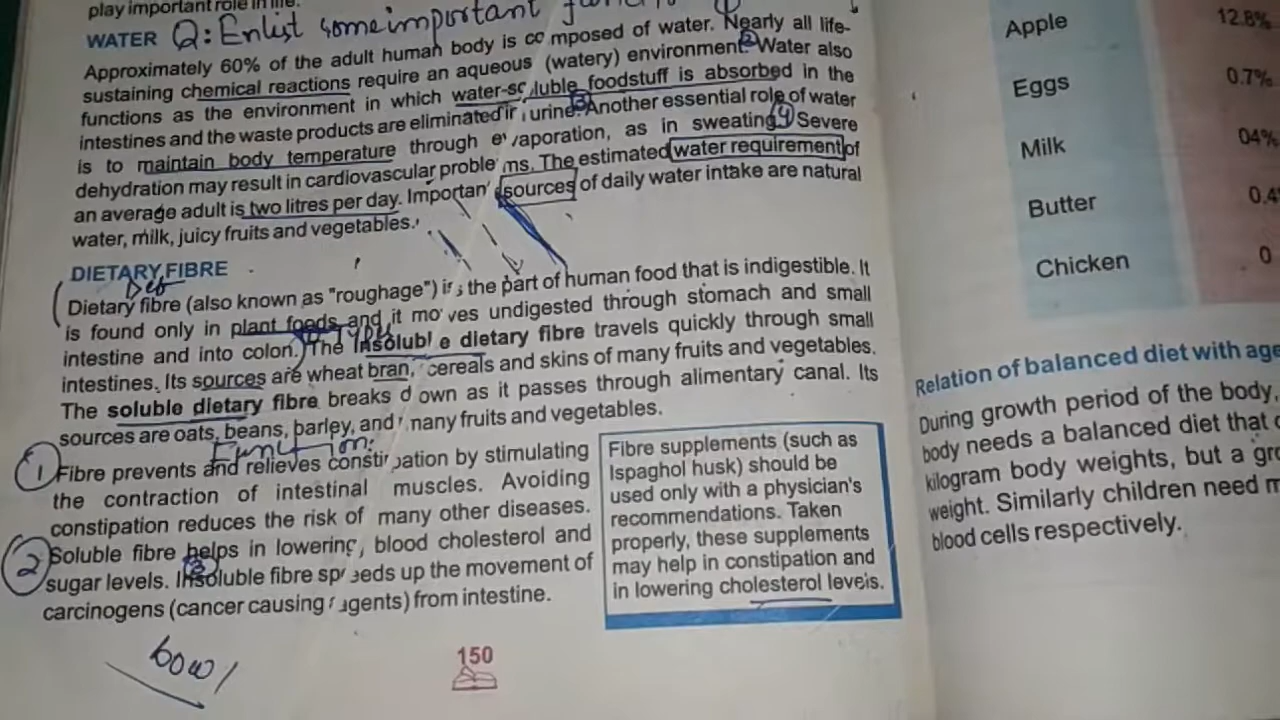 play important role in life.
WATER Q: Enlist some important
Approximately 60% of the adult human body is composed of water. Nearly all life-
sustaining chemical reactions require an aqueous (watery) environment. 2 Water also
functions as the environment in which water-soluble foodstuff is absorbed in the
intestines and the waste products are eliminated in urine. 3 Another essential role of water
is to maintain body temperature through evaporation, as in sweating. 4 Severe
dehydration may result in cardiovascular problems. The estimated water requirement of
an average adult is two litres per day. Important sources of daily water intake are natural
water, milk, juicy fruits and vegetables.
DIETARY FIBRE
Def
Dietary fibre (also known as "roughage") is the part of human food that is indigestible. It
is found only in plant foods and it moves undigested through stomach and small
Types
intestine and into colon. The insoluble dietary fibre travels quickly through small
intestines. Its sources are wheat bran, cereals and skins of many fruits and vegetables.
The soluble dietary fibre breaks down as it passes through alimentary canal. Its
sources are oats, beans, barley, and many fruits and vegetables.
Function:
1 Fibre prevents and relieves constipation by stimulating
the contraction of intestinal muscles. Avoiding
constipation reduces the risk of many other diseases.
2 Soluble fibre helps in lowering blood cholesterol and
sugar levels. 3 Insoluble fibre speeds up the movement of
carcinogens (cancer causing agents) from intestine.
Fibre supplements (such as
Ispaghol husk) should be
used only with a physician's
recommendations. Taken
properly, these supplements
may help in constipation and
in lowering cholesterol levels.
bowl
150
Apple 12.8%
Eggs 0.7%
Milk 04%
Butter 0.4
Chicken 0
Relation of balanced diet with age
During growth period of the body,
body needs a balanced diet that
kilogram body weights, but a
weight. Similarly children need
blood cells respectively.